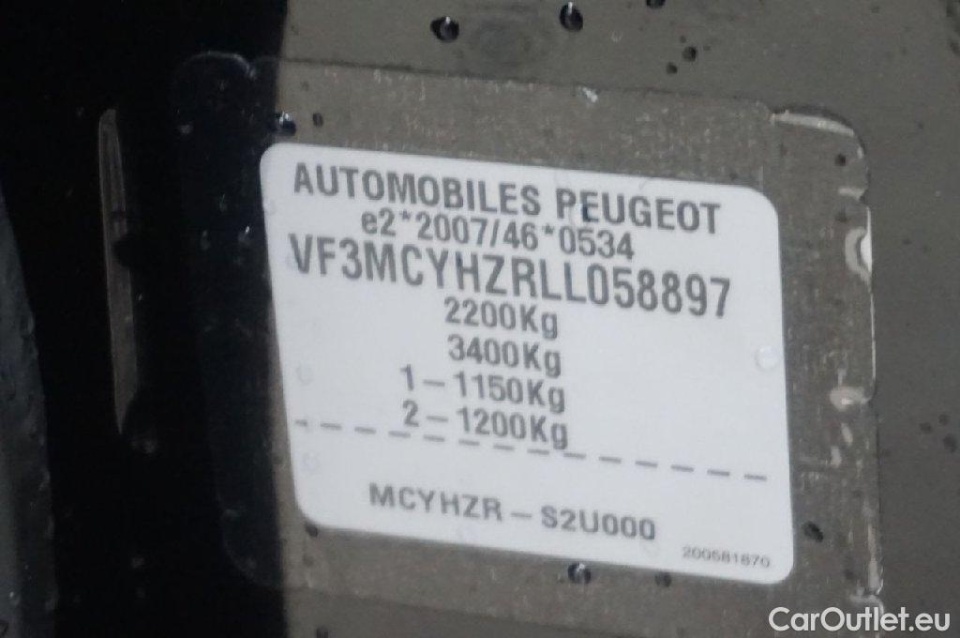 AUTOMOBILES PEUGEOT
e2*2007/46*0534
VF3MCYHZRLL058897
2200Kg
3400Kg
1 - 1150Kg
2 - 1200Kg
MCYHZR - S2U000
200581870
CarOutlet.eu